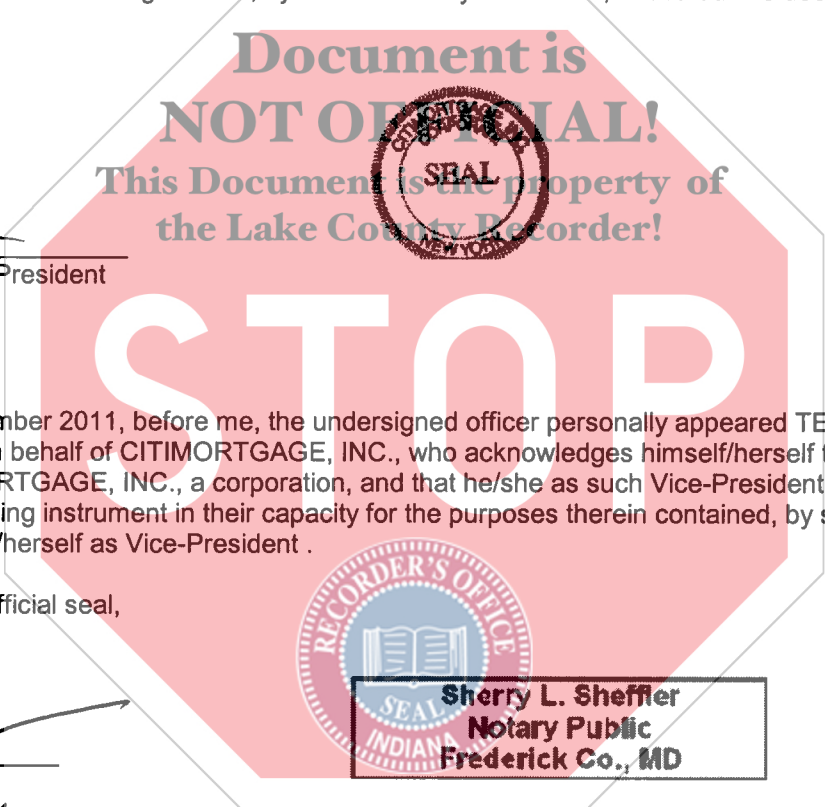 Document is
NOT OFFICIAL!
This Document is the property of
the Lake County Recorder!
CITIMORTGAGE, INC.
SEAL
NEW YORK
President
STOP
mber 2011, before me, the undersigned officer personally appeared TE
behalf of CITIMORTGAGE, INC., who acknowledges himself/herself t
RTGAGE, INC., a corporation, and that he/she as such Vice-President
ing instrument in their capacity for the purposes therein contained, by s
/herself as Vice-President .
fficial seal,
RECORDER'S OFFICE
SEAL
INDIANA
Sherry L. Sheffler
Notary Public
Frederick Co., MD